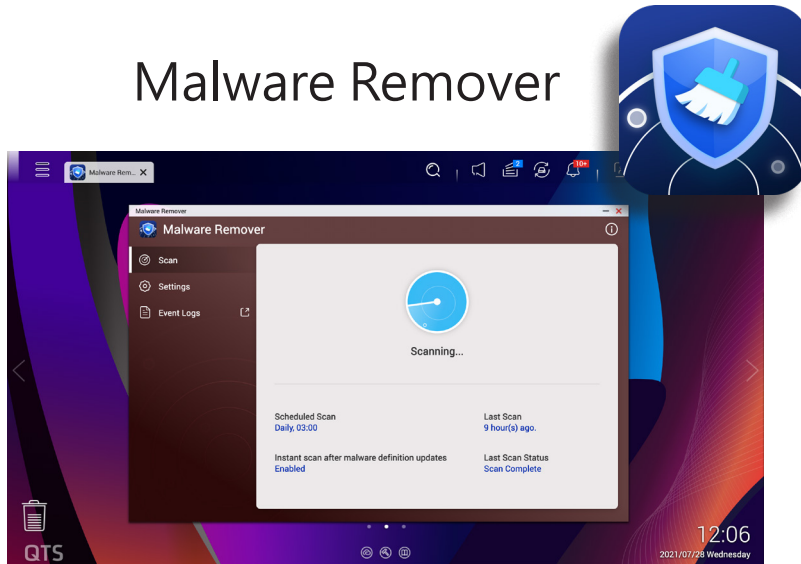 Malware Remover
Malware Rem... ×
2
10+
Malware Remover
Malware Remover
Scan
Settings
Event Logs
Scanning...
Scheduled Scan
Daily, 03:00
Last Scan
9 hour(s) ago.
Instant scan after malware definition updates
Enabled
Last Scan Status
Scan Complete
12:06
2021/07/28 Wednesday
QTS